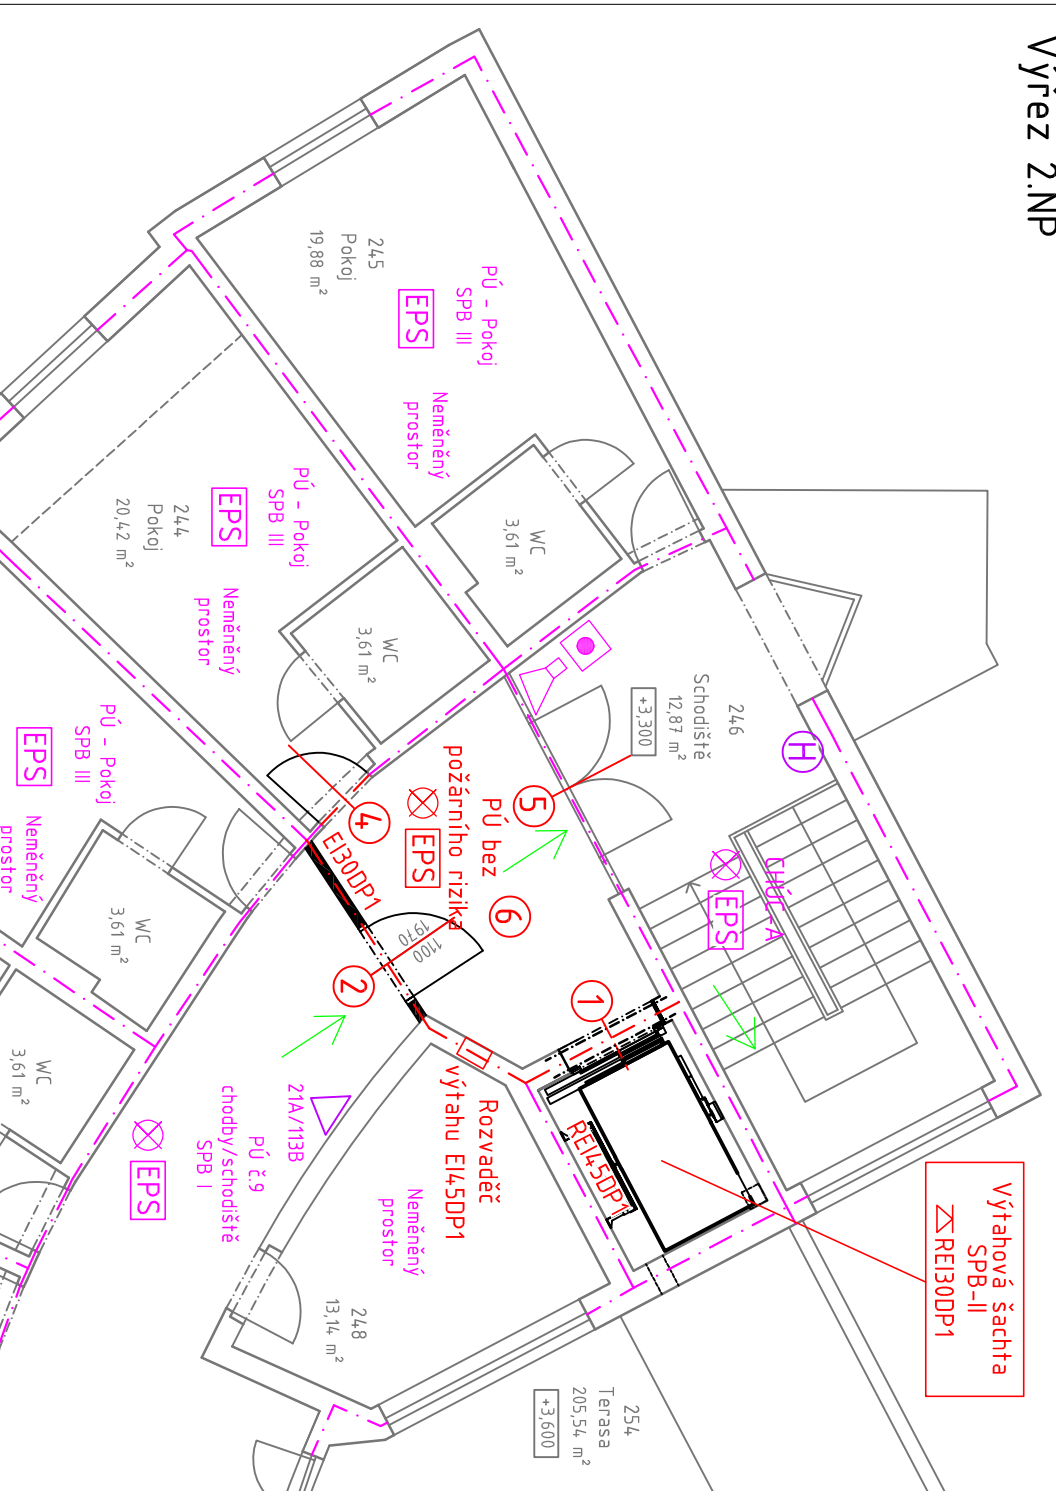 Výřez 2.NP
245
Pokoj
19,88 m²
PÚ - Pokoj
SPB III
EPS
Neměněný
prostor
WC
3,61 m²
244
Pokoj
20,42 m²
PÚ - Pokoj
SPB III
EPS
Neměněný
prostor
WC
3,61 m²
246
Schodiště
12,87 m²
+3,300
H
CHÚC-A
EPS
5
PÚ bez
požárního rizika
EPS
6
4
EI30DP1
1100
1970
2
1
REI45DP1
Výtahová šachta
SPB-II
REI30DP1
Rozvaděč
výtahu EI45DP1
PÚ - Pokoj
SPB III
EPS
Neměněný
prostor
WC
3,61 m²
WC
3,61 m²
21A/113B
PÚ č.9
chodby/schodiště
SPB I
EPS
Neměněný
prostor
248
13,14 m²
254
Terasa
205,54 m²
+3,600